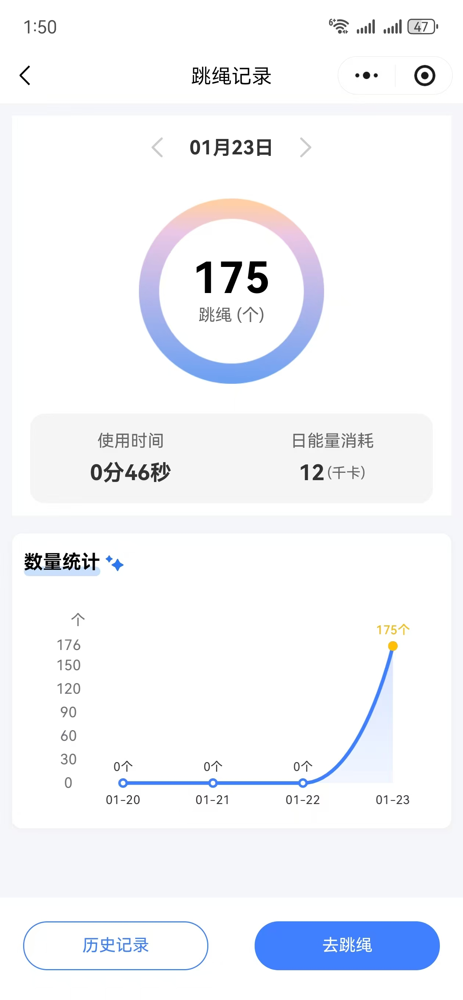 1:50
6+
47
跳绳记录
01月23日
175
跳绳 (个)
使用时间 日能量消耗
0分46秒 12 (千卡)
数量统计
个
175个
176
150
120
90
60
30
0个 0个 0个
0
01-20 01-21 01-22 01-23
历史记录 去跳绳